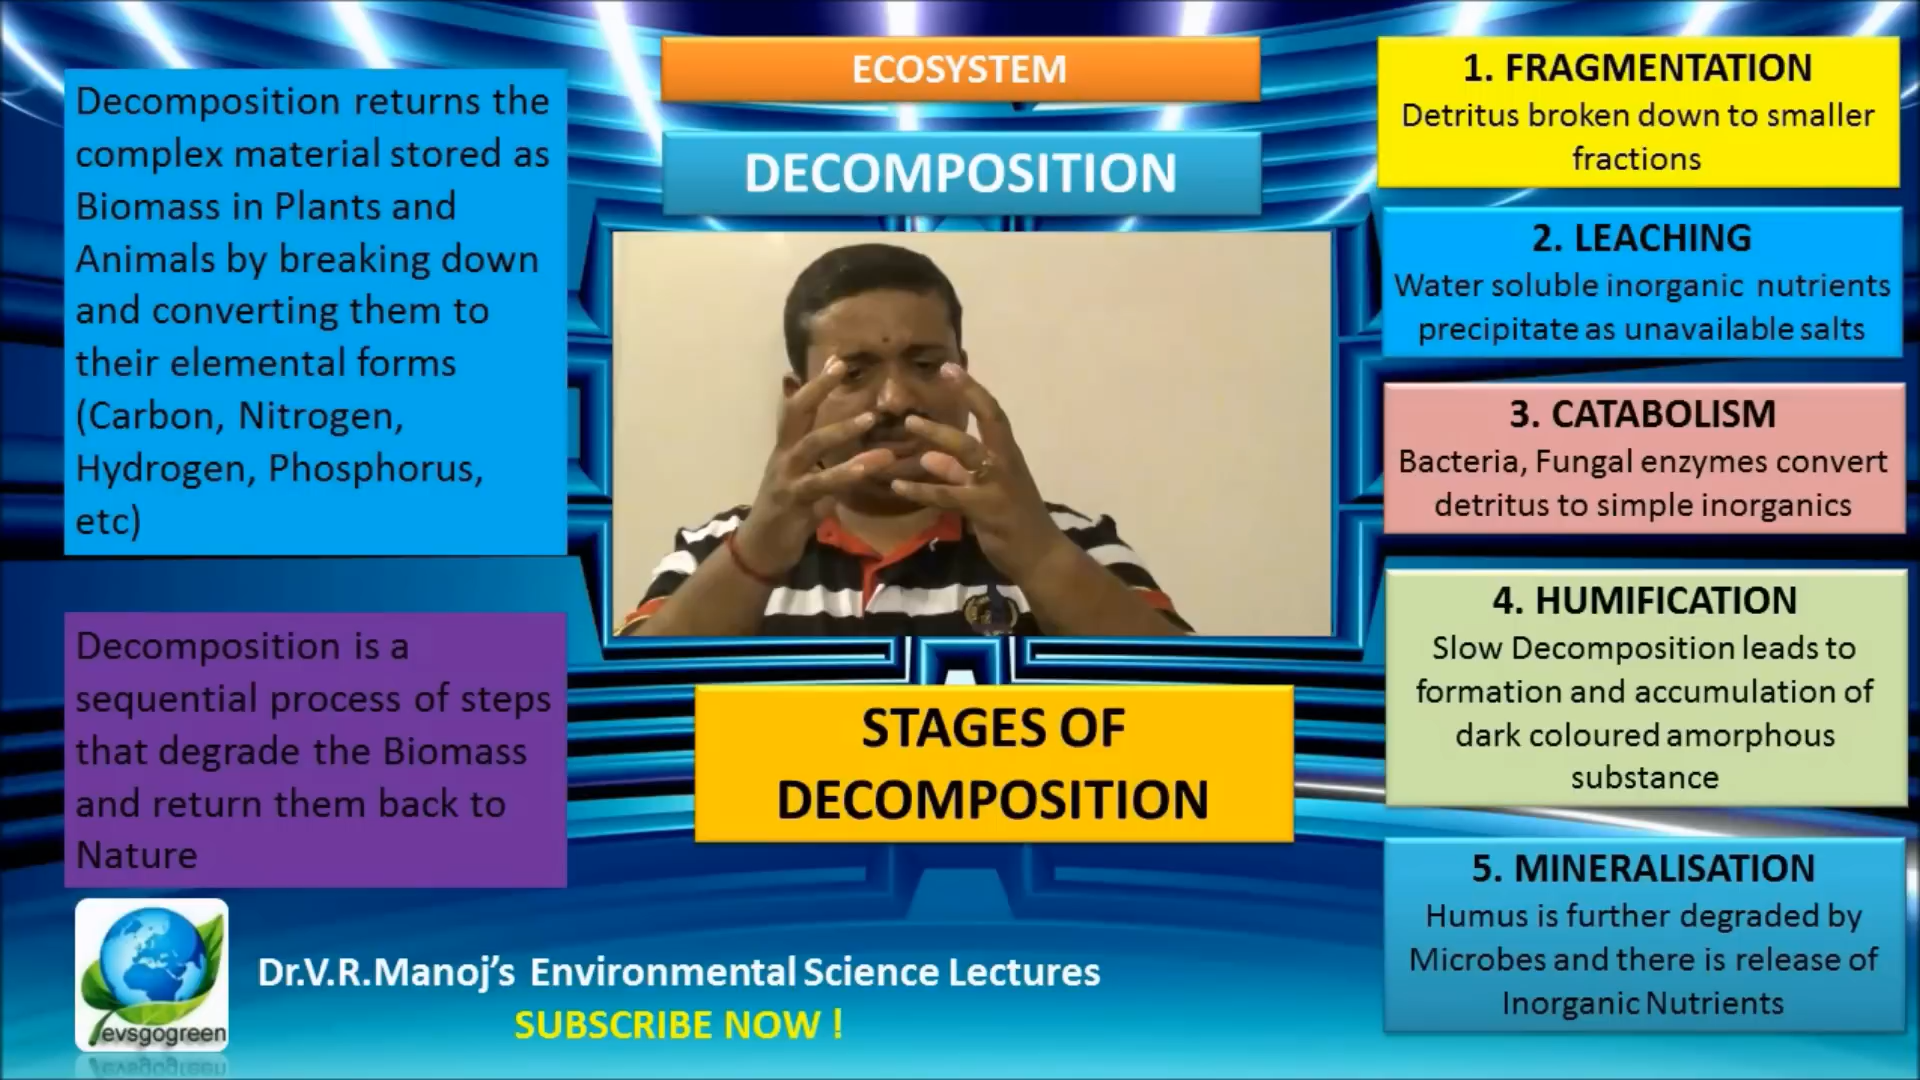 ECOSYSTEM
DECOMPOSITION
Decomposition returns the
complex material stored as
Biomass in Plants and
Animals by breaking down
and converting them to
their elemental forms
(Carbon, Nitrogen,
Hydrogen, Phosphorus,
etc)
Decomposition is a
sequential process of steps
that degrade the Biomass
and return them back to
Nature
STAGES OF
DECOMPOSITION
1. FRAGMENTATION
Detritus broken down to smaller
fractions
2. LEACHING
Water soluble inorganic nutrients
precipitate as unavailable salts
3. CATABOLISM
Bacteria, Fungal enzymes convert
detritus to simple inorganics
4. HUMIFICATION
Slow Decomposition leads to
formation and accumulation of
dark coloured amorphous
substance
5. MINERALISATION
Humus is further degraded by
Microbes and there is release of
Inorganic Nutrients
evsgogreen
Dr.V.R.Manoj’s Environmental Science Lectures
SUBSCRIBE NOW !